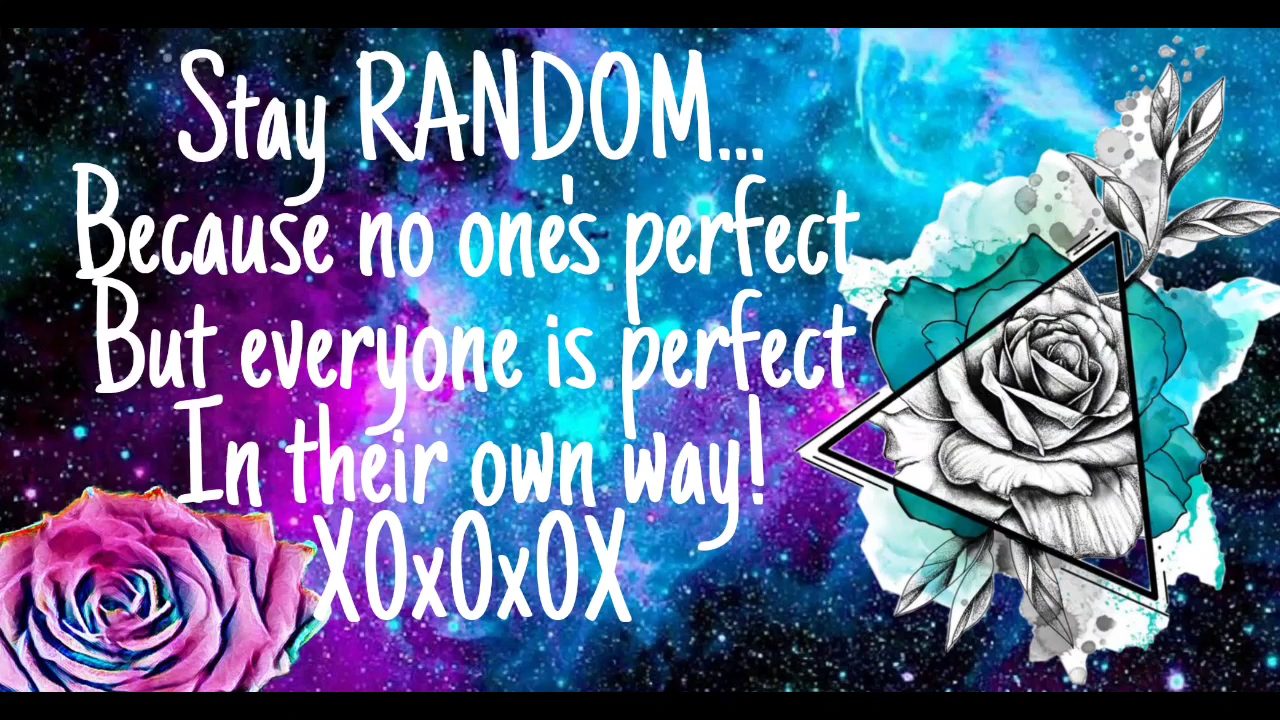 Stay RANDOM...
Because no one's perfect
But everyone is perfect
In their own way!
XOxOxOX